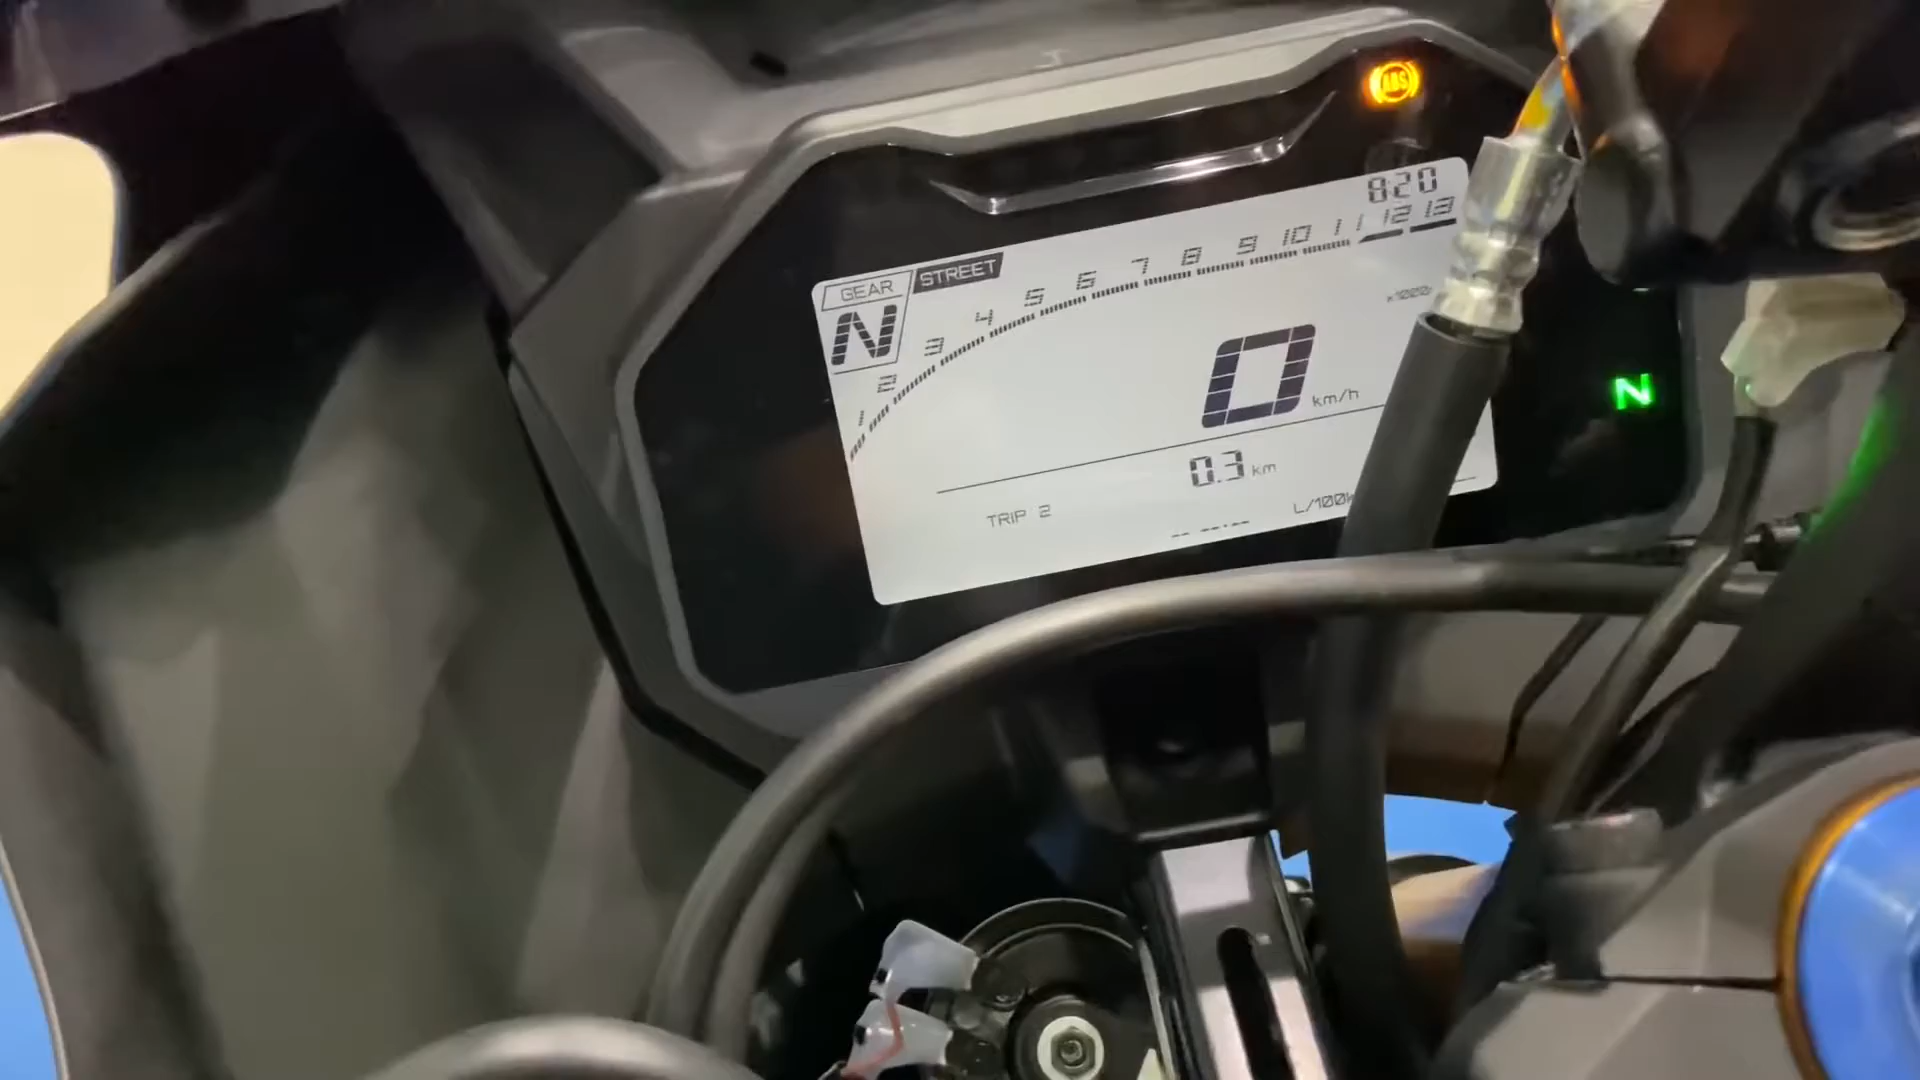 ABS
8:20
GEAR STREET
N
1 2 3 4 5 6 7 8 9 10 11 12 13
x1000r
0 km/h
N
0.3 km
TRIP 2
-- --.-- L/100k